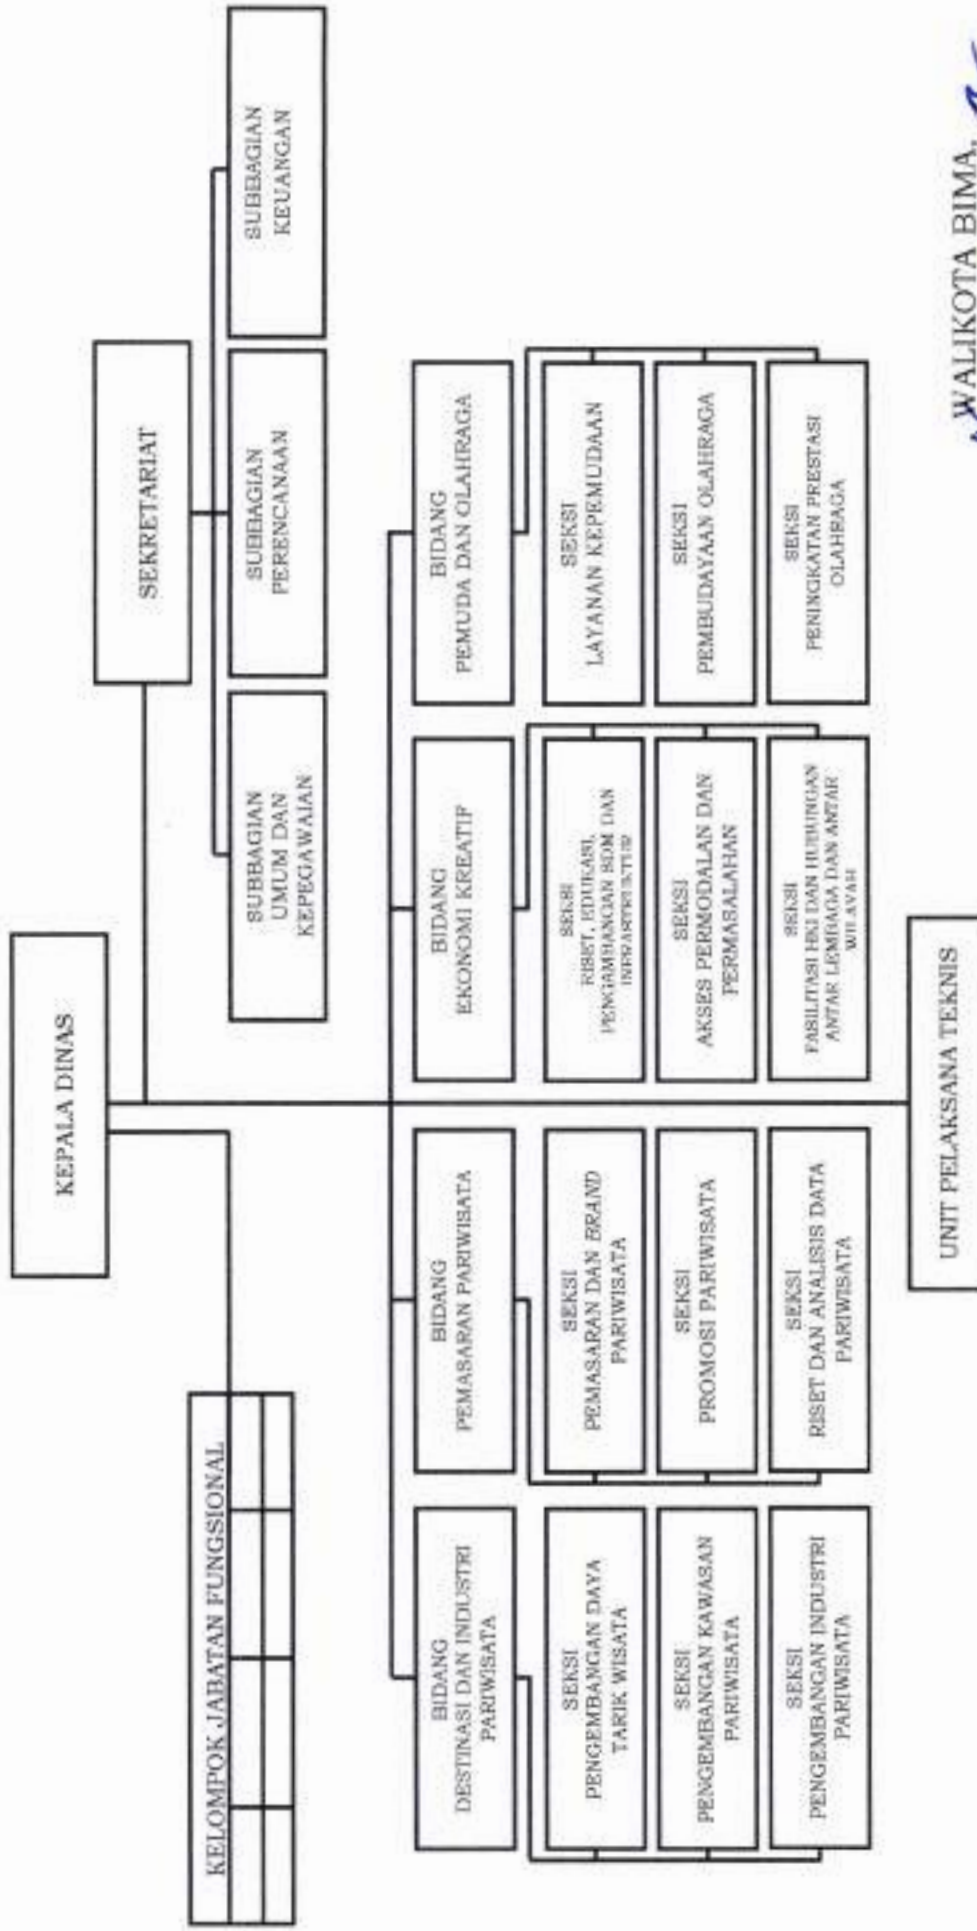 KEPALA DINAS
KELOMPOK JABATAN FUNGSIONAL
SEKRETARIAT
SUBBAGIAN
UMUM DAN
KEPEGAWAIAN
SUBBAGIAN
PERENCANAAN
SUBBAGIAN
KEUANGAN
BIDANG
DESTINASI DAN INDUSTRI
PARIWISATA
BIDANG
PEMASARAN PARIWISATA
BIDANG
EKONOMI KREATIF
BIDANG
PEMUDA DAN OLAHRAGA
SEKSI
PENGEMBANGAN DAYA
TARIK WISATA
SEKSI
PEMASARAN DAN BRAND
PARIWISATA
SEKSI
RISET, EDUKASI,
PENGAMBANGAN SDM DAN
INFRASTRUKTUR
SEKSI
LAYANAN KEPEMUDAAN
SEKSI
PENGEMBANGAN KAWASAN
PARIWISATA
SEKSI
PROMOSI PARIWISATA
SEKSI
AKSES PERMODALAN DAN
PERMASALAHAN
SEKSI
PEMBUDAYAAN OLAHRAGA
SEKSI
PENGEMBANGAN INDUSTRI
PARIWISATA
SEKSI
RISET DAN ANALISIS DATA
PARIWISATA
SEKSI
FASILITASI HKI DAN HUBUNGAN
ANTAR LEMBAGA DAN ANTAR
WILAYAH
SEKSI
PENINGKATAN PRESTASI
OLAHRAGA
UNIT PELAKSANA TEKNIS
WALIKOTA BIMA,